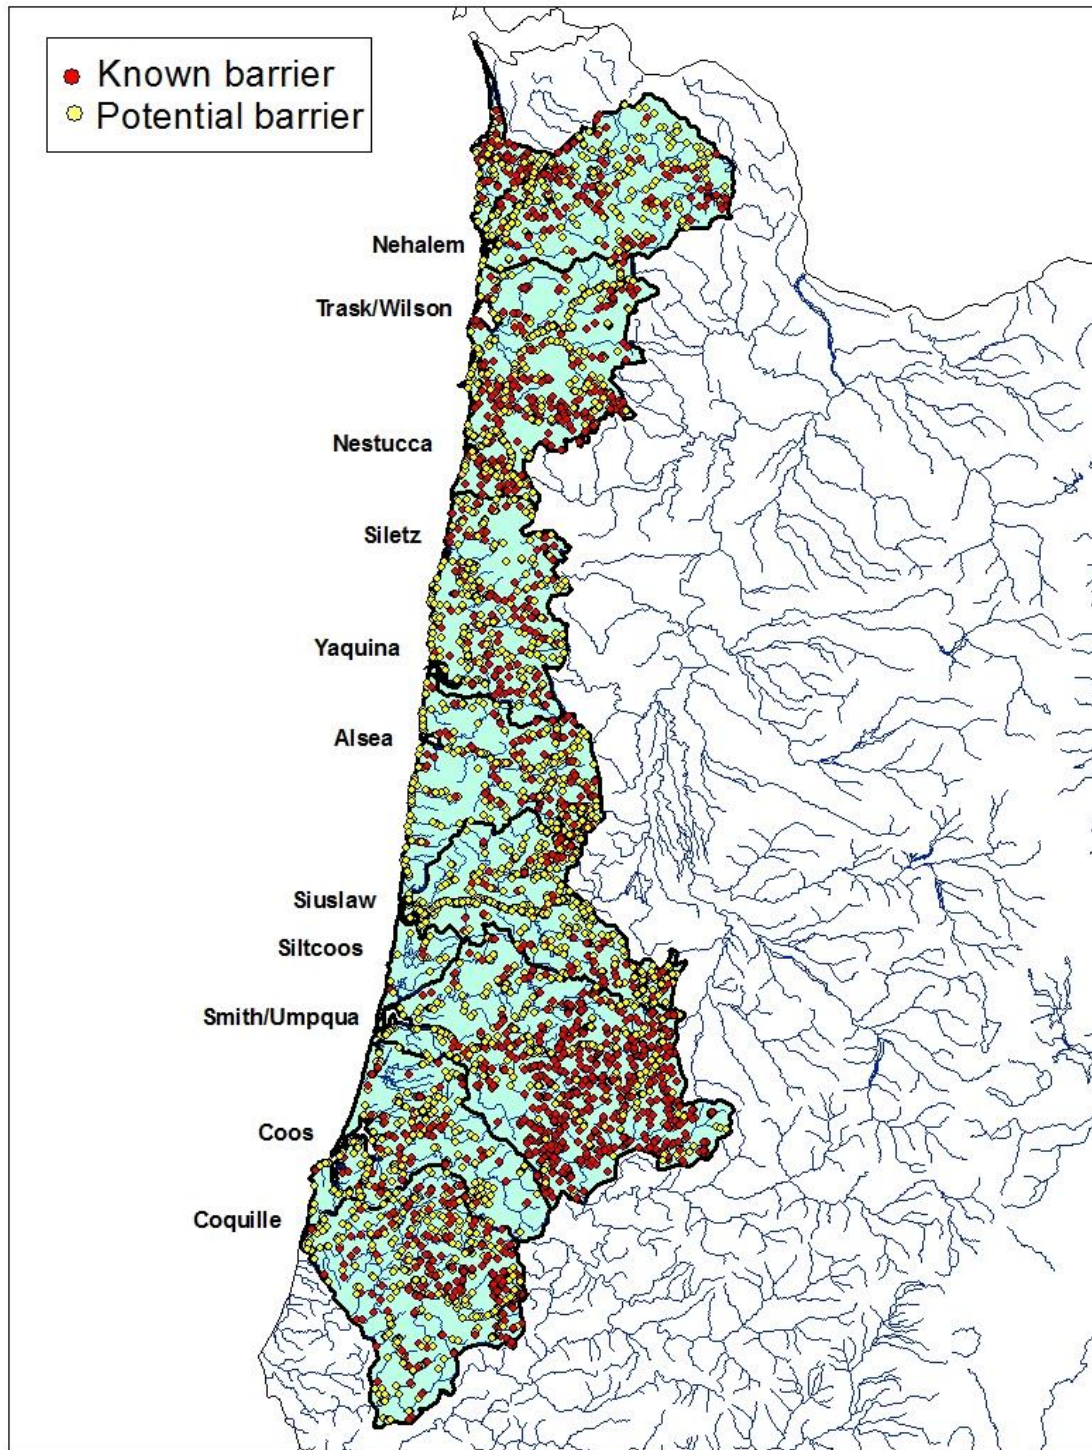 Known barrier
Potential barrier
Nehalem
Trask/Wilson
Nestucca
Siletz
Yaquina
Alsea
Siuslaw
Siltcoos
Smith/Umpqua
Coos
Coquille